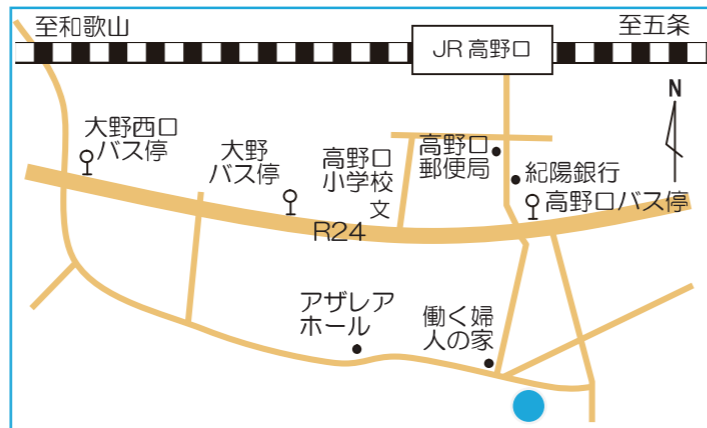 至和歌山
JR 高野口
至五条
N
大野西口
バス停
大野
バス停
高野口
小学校
文
高野口
郵便局
紀陽銀行
高野口バス停
R24
アザレア
ホール
働く婦
人の家